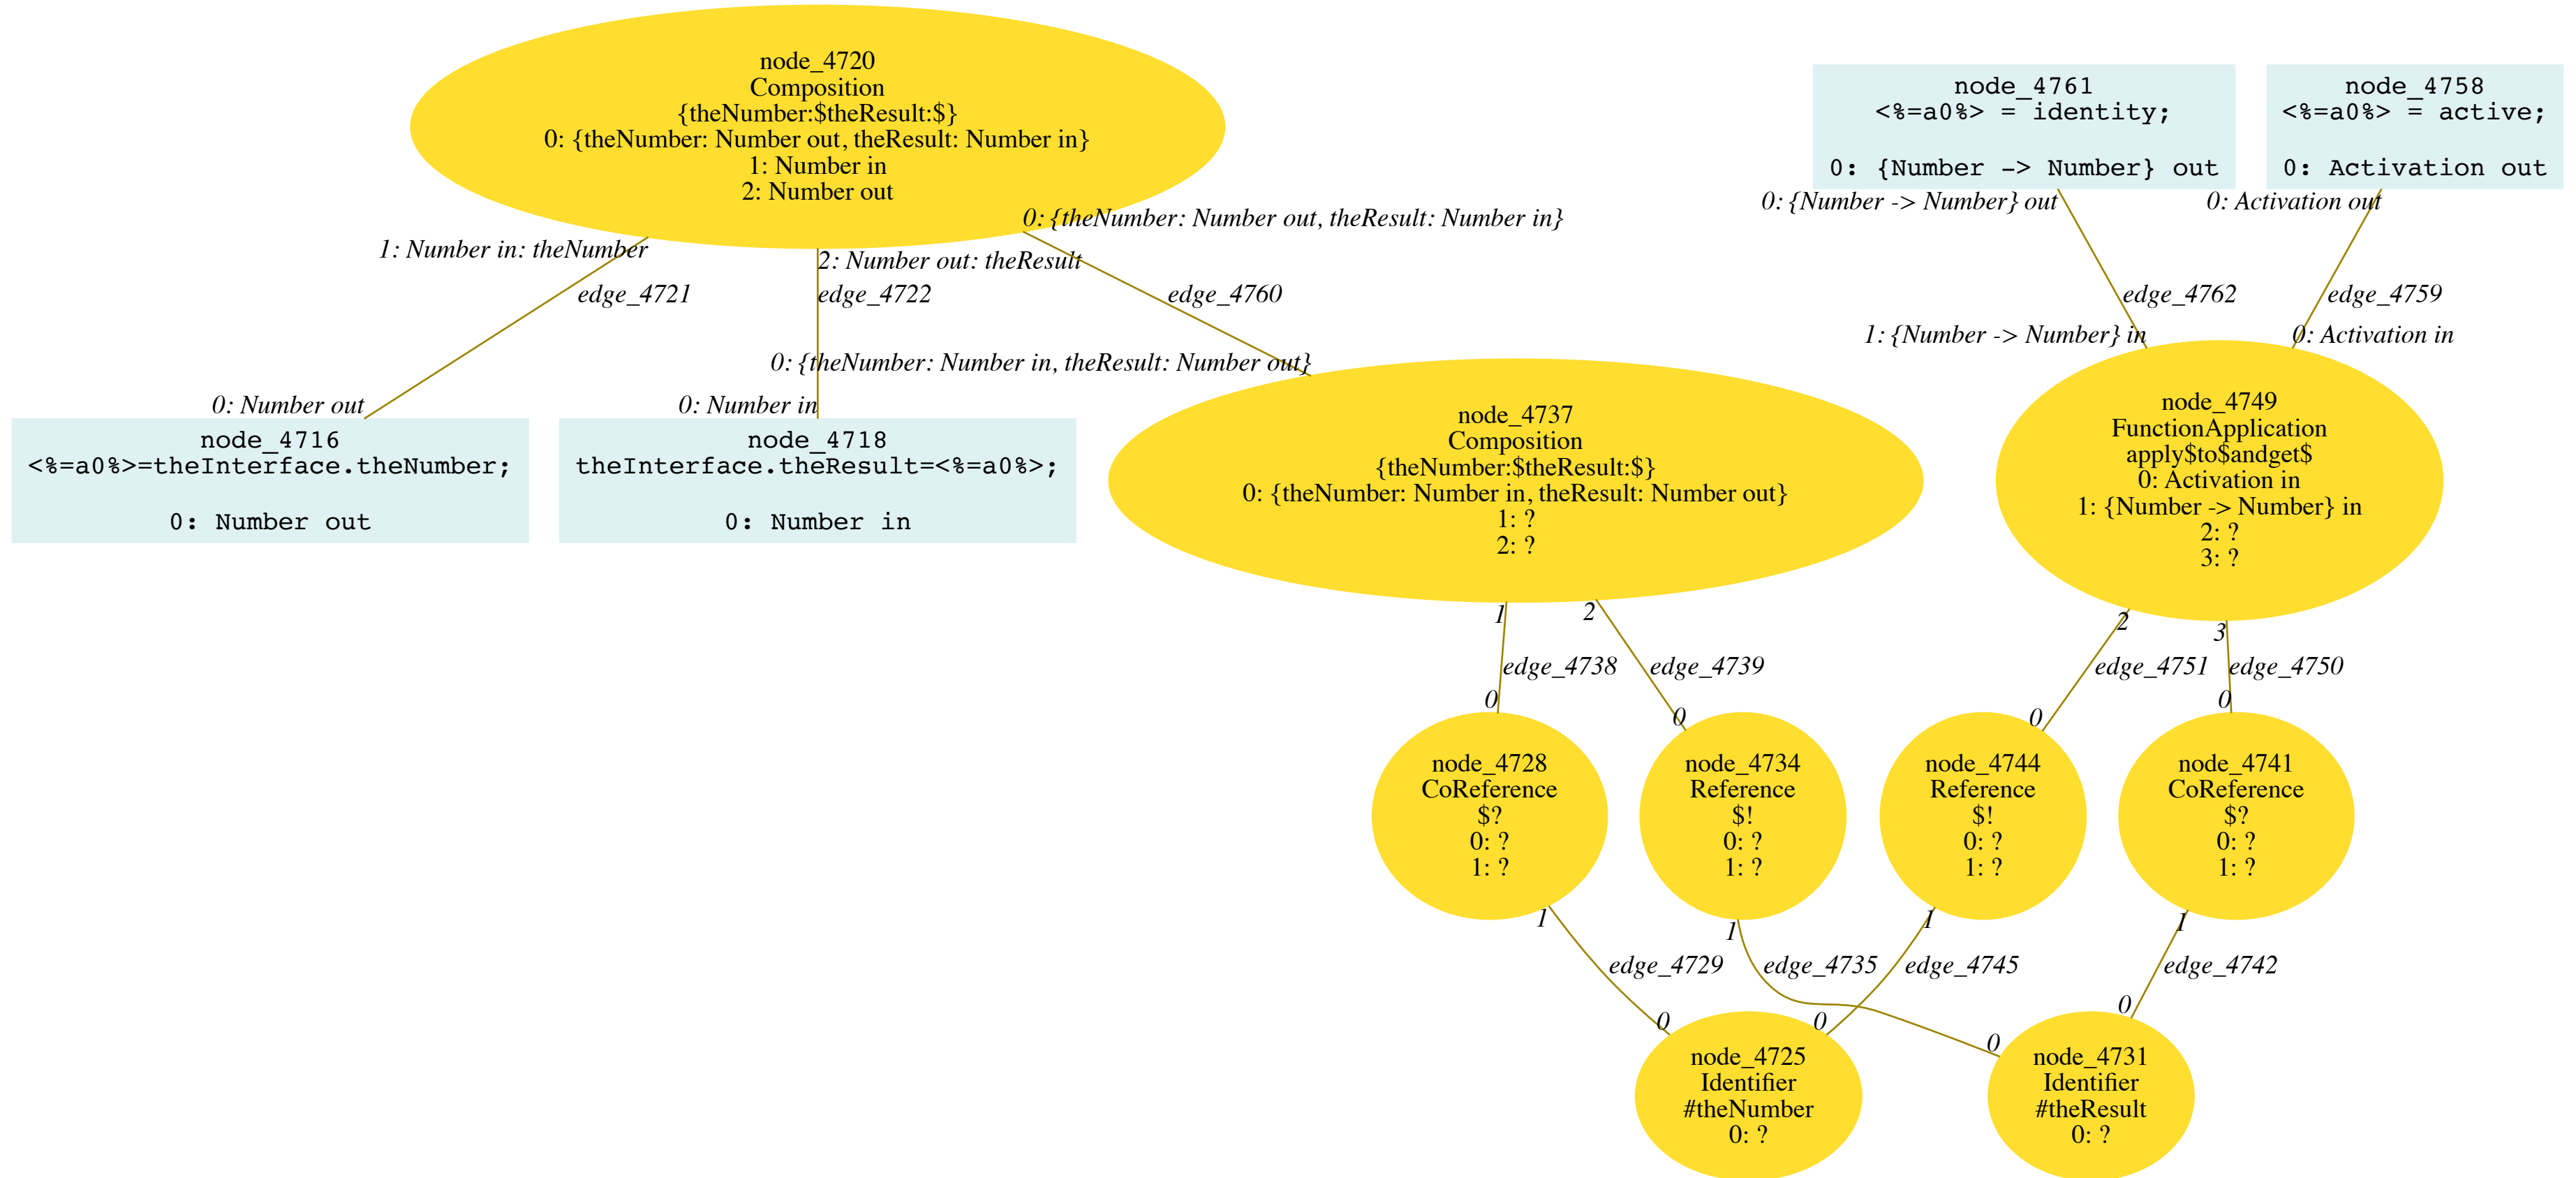 node_4720
Composition
{theNumber:$theResult:$}
0: {theNumber: Number out, theResult: Number in}
1: Number in
2: Number out
node_4761
<%=a0%> = identity;
0: {Number -> Number} out
node_4758
<%=a0%> = active;
0: Activation out
0: {Number -> Number} out
0: Activation out
0: {theNumber: Number out, theResult: Number in}
1: Number in: theNumber
2: Number out: theResult
edge_4721
edge_4722
edge_4760
edge_4762
edge_4759
1: {Number -> Number} in
0: Activation in
0: {theNumber: Number in, theResult: Number out}
0: Number out
0: Number in
node_4716
<%=a0%>=theInterface.theNumber;
0: Number out
node_4718
theInterface.theResult=<%=a0%>;
0: Number in
node_4737
Composition
{theNumber:$theResult:$}
0: {theNumber: Number in, theResult: Number out}
1: ?
2: ?
node_4749
FunctionApplication
apply$to$andget$
0: Activation in
1: {Number -> Number} in
2: ?
3: ?
1
2
2
3
edge_4738
edge_4739
edge_4751
edge_4750
0
0
0
0
node_4728
CoReference
$?
0: ?
1: ?
node_4734
Reference
$!
0: ?
1: ?
node_4744
Reference
$!
0: ?
1: ?
node_4741
CoReference
$?
0: ?
1: ?
1
1
1
1
edge_4729
edge_4735
edge_4745
edge_4742
0
0
0
0
node_4725
Identifier
#theNumber
0: ?
node_4731
Identifier
#theResult
0: ?